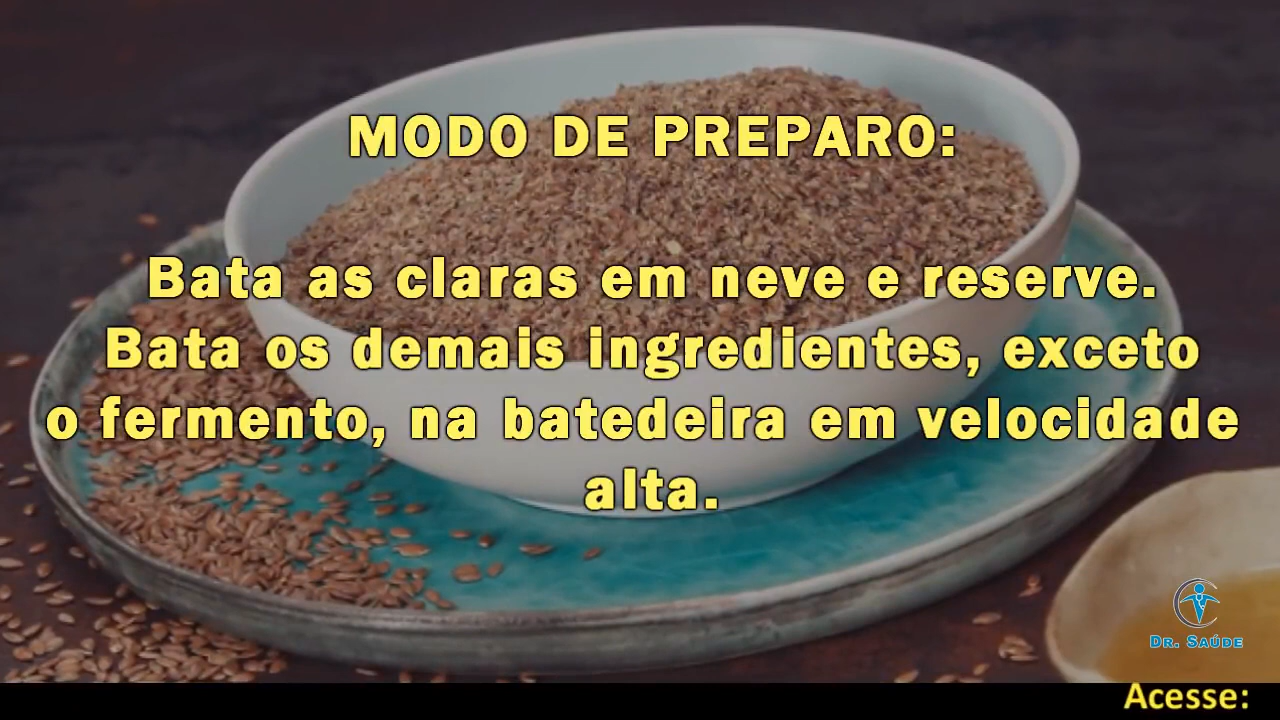 MODO DE PREPARO:
Bata as claras em neve e reserve.
Bata os demais ingredientes, exceto
o fermento, na batedeira em velocidade
alta.
DR. SAÚDE
Acesse: